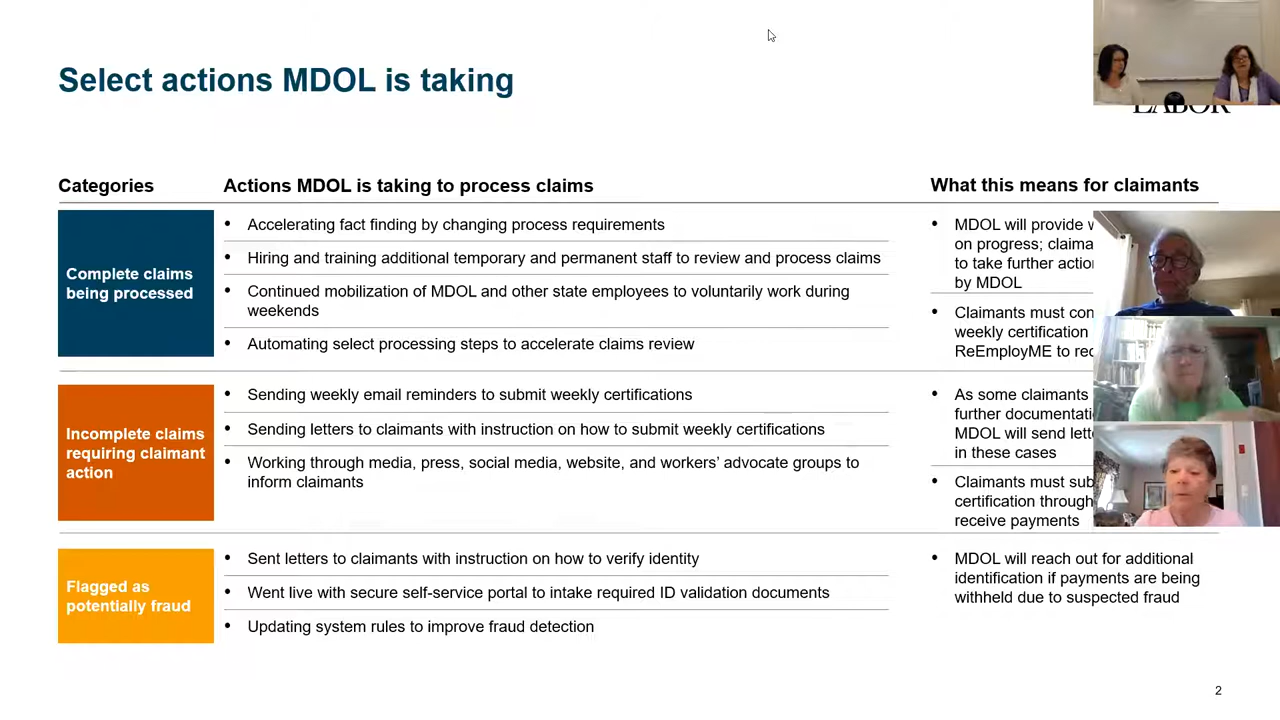 Select actions MDOL is taking
LABOR
Categories
Actions MDOL is taking to process claims
What this means for claimants
Complete claims
being processed
• Accelerating fact finding by changing process requirements
• Hiring and training additional temporary and permanent staff to review and process claims
• Continued mobilization of MDOL and other state employees to voluntarily work during
weekends
• Automating select processing steps to accelerate claims review
• MDOL will provide
on progress;
to take further
by MDOL
• Claimants must
weekly certification
ReEmployME to
Incomplete claims
requiring claimant
action
• Sending weekly email reminders to submit weekly certifications
• Sending letters to claimants with instruction on how to submit weekly certifications
• Working through media, press, social media, website, and workers’ advocate groups to
inform claimants
• As some claimants
further
MDOL will send
in these cases
• Claimants must
certification through
receive payments
Flagged as
potentially fraud
• Sent letters to claimants with instruction on how to verify identity
• Went live with secure self-service portal to intake required ID validation documents
• Updating system rules to improve fraud detection
• MDOL will reach out for additional
identification if payments are being
withheld due to suspected fraud
2